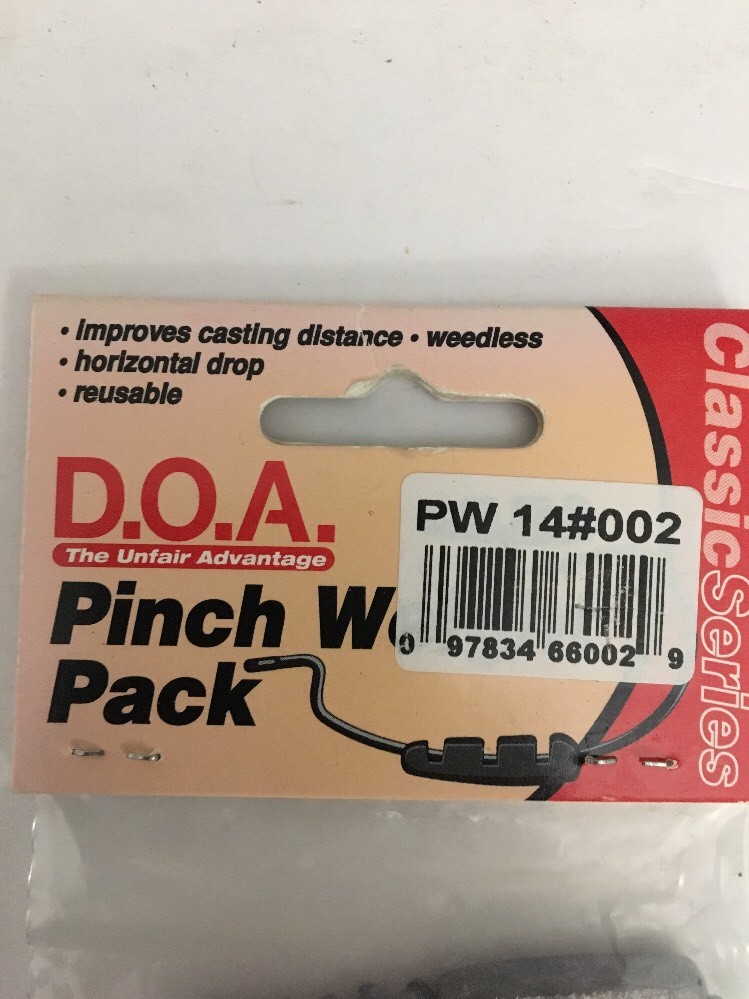 • improves casting distance • weedless
• horizontal drop
• reusable
D.O.A.
The Unfair Advantage
Pinch
Pack
PW 14#002
0 97834 66002 9
Classic Series